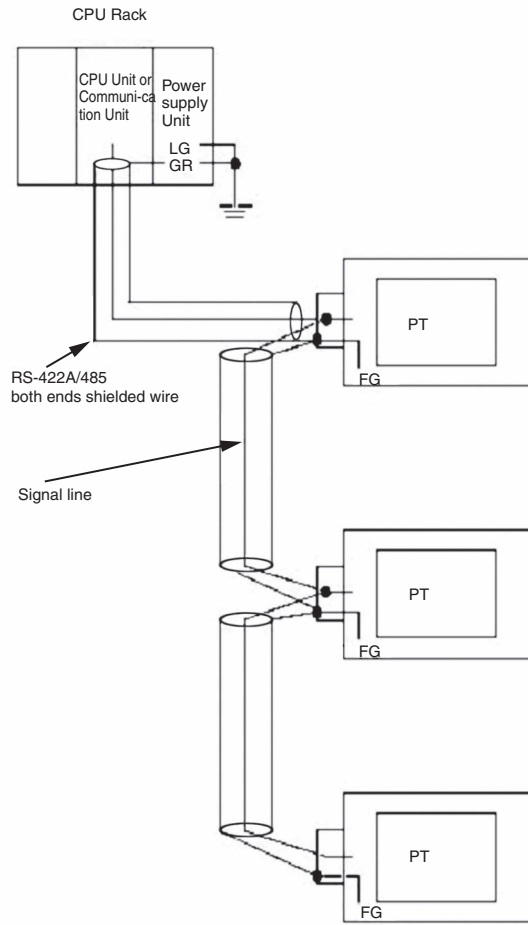 CPU Rack
CPU Unit or
Communi-ca
tion Unit
Power
supply
Unit
LG
GR
PT
FG
RS-422A/485
both ends shielded wire
Signal line
PT
FG
PT
FG